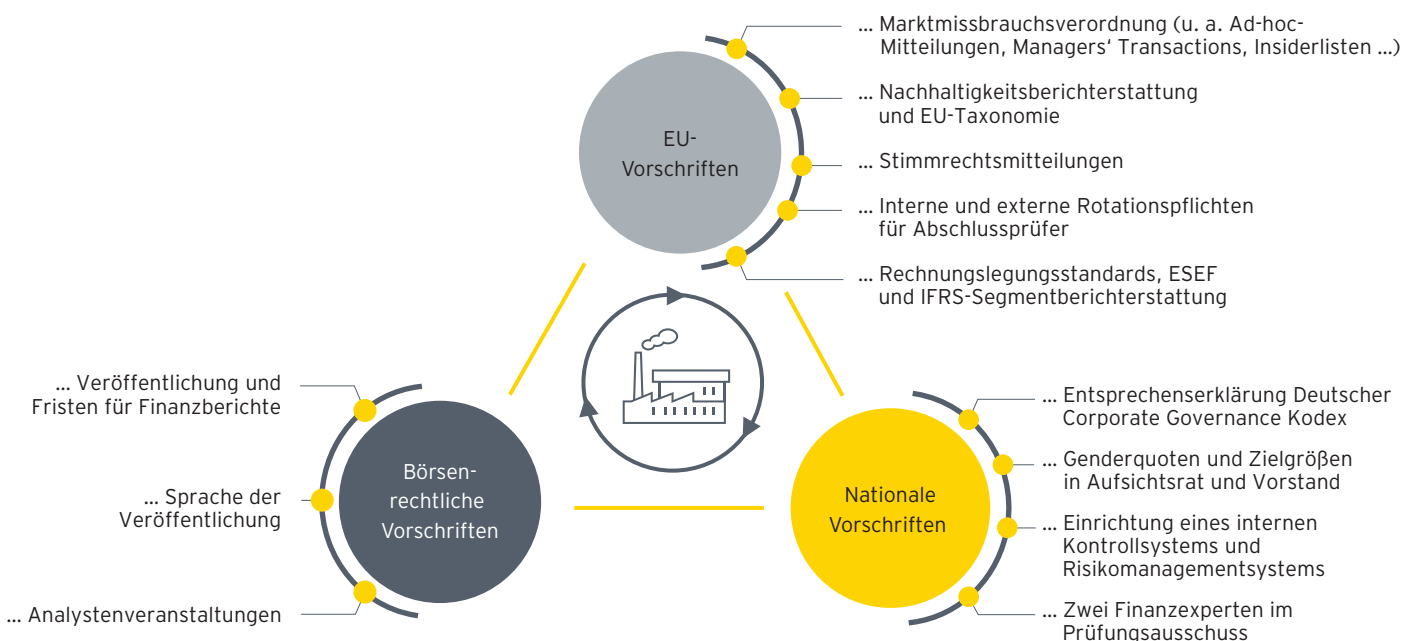 ... Marktmissbrauchsverordnung (u. a. Ad-hoc-
Mitteilungen, Managers‘ Transactions, Insiderlisten ...)
... Nachhaltigkeitsberichterstattung
und EU-Taxonomie
EU-
Vorschriften
... Stimmrechtsmitteilungen
... Interne und externe Rotationspflichten
für Abschlussprüfer
... Rechnungslegungsstandards, ESEF
und IFRS-Segmentberichterstattung
... Veröffentlichung und
Fristen für Finanzberichte
... Sprache der
Veröffentlichung
... Analystenveranstaltungen
Börsen-
rechtliche
Vorschriften
Nationale
Vorschriften
... Entsprechenserklärung Deutscher
Corporate Governance Kodex
... Genderquoten und Zielgrößen
in Aufsichtsrat und Vorstand
... Einrichtung eines internen
Kontrollsystems und
Risikomanagementsystems
... Zwei Finanzexperten im
Prüfungsausschuss